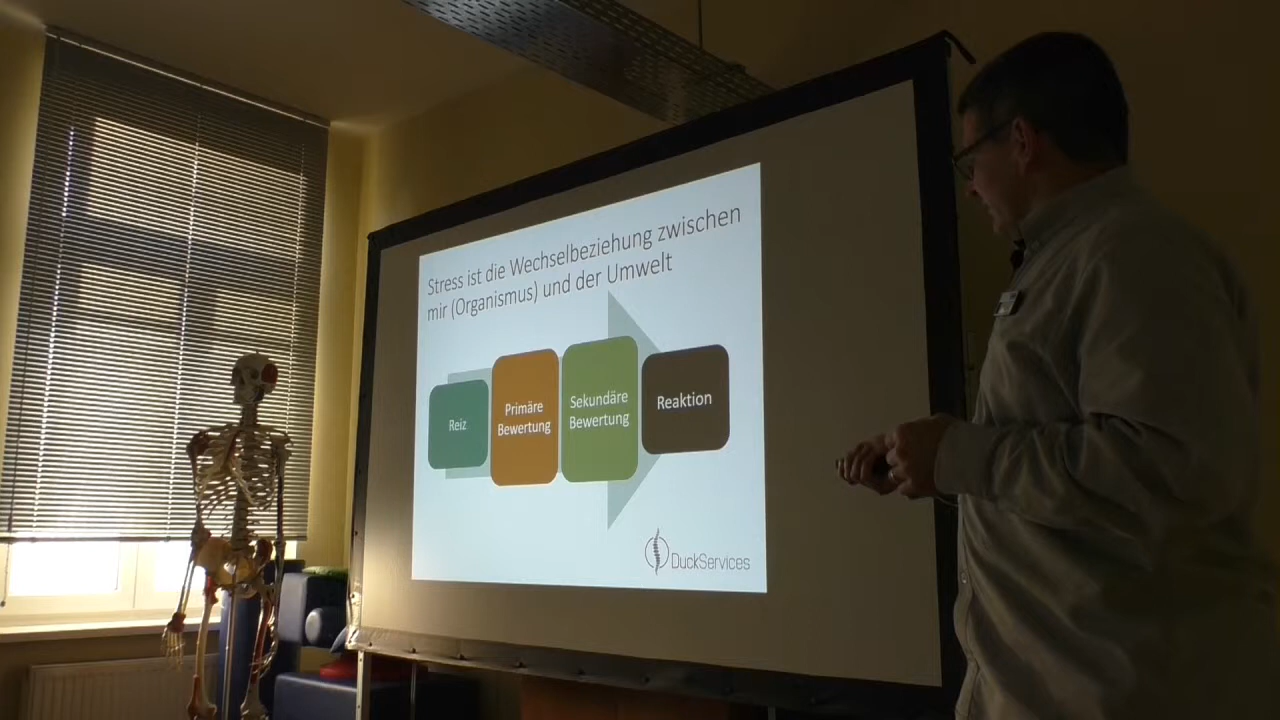 Stress ist die Wechselbeziehung zwischen
mir (Organismus) und der Umwelt
Reiz
Primäre
Bewertung
Sekundäre
Bewertung
Reaktion
DuckServices